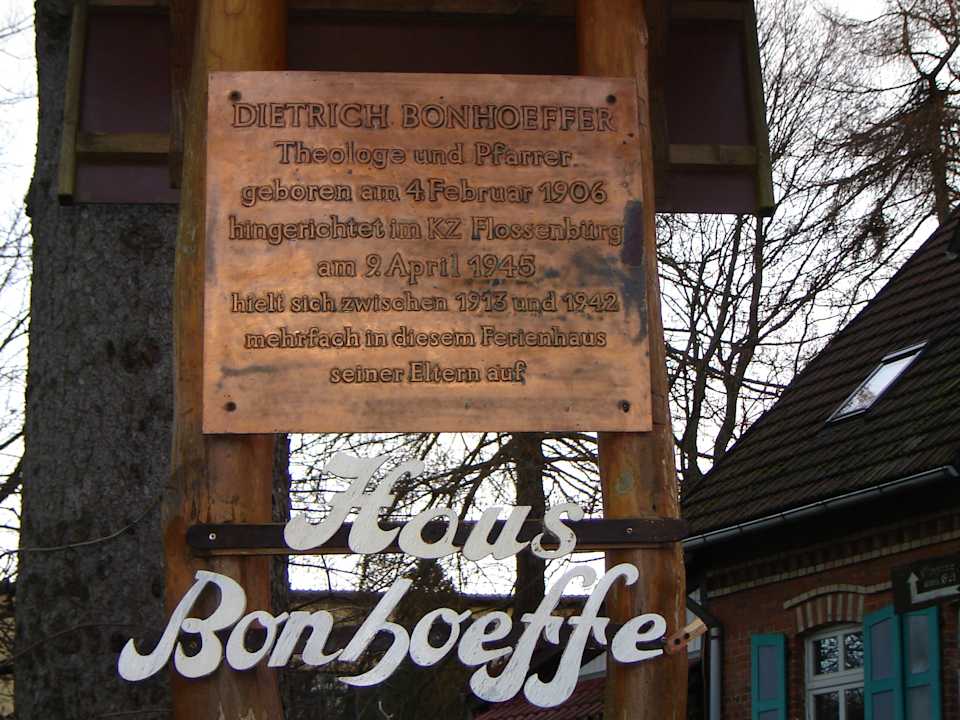 DIETRICH BONHOEFFER
Theologe und Pfarrer
geboren am 4 Februar 1906
hingerichtet im KZ Flossenbürg
am 9 April 1945
hielt sich zwischen 1913 und 1942
mehrfach in diesem Ferienhaus
seiner Eltern auf
Haus
Bonhoeffe